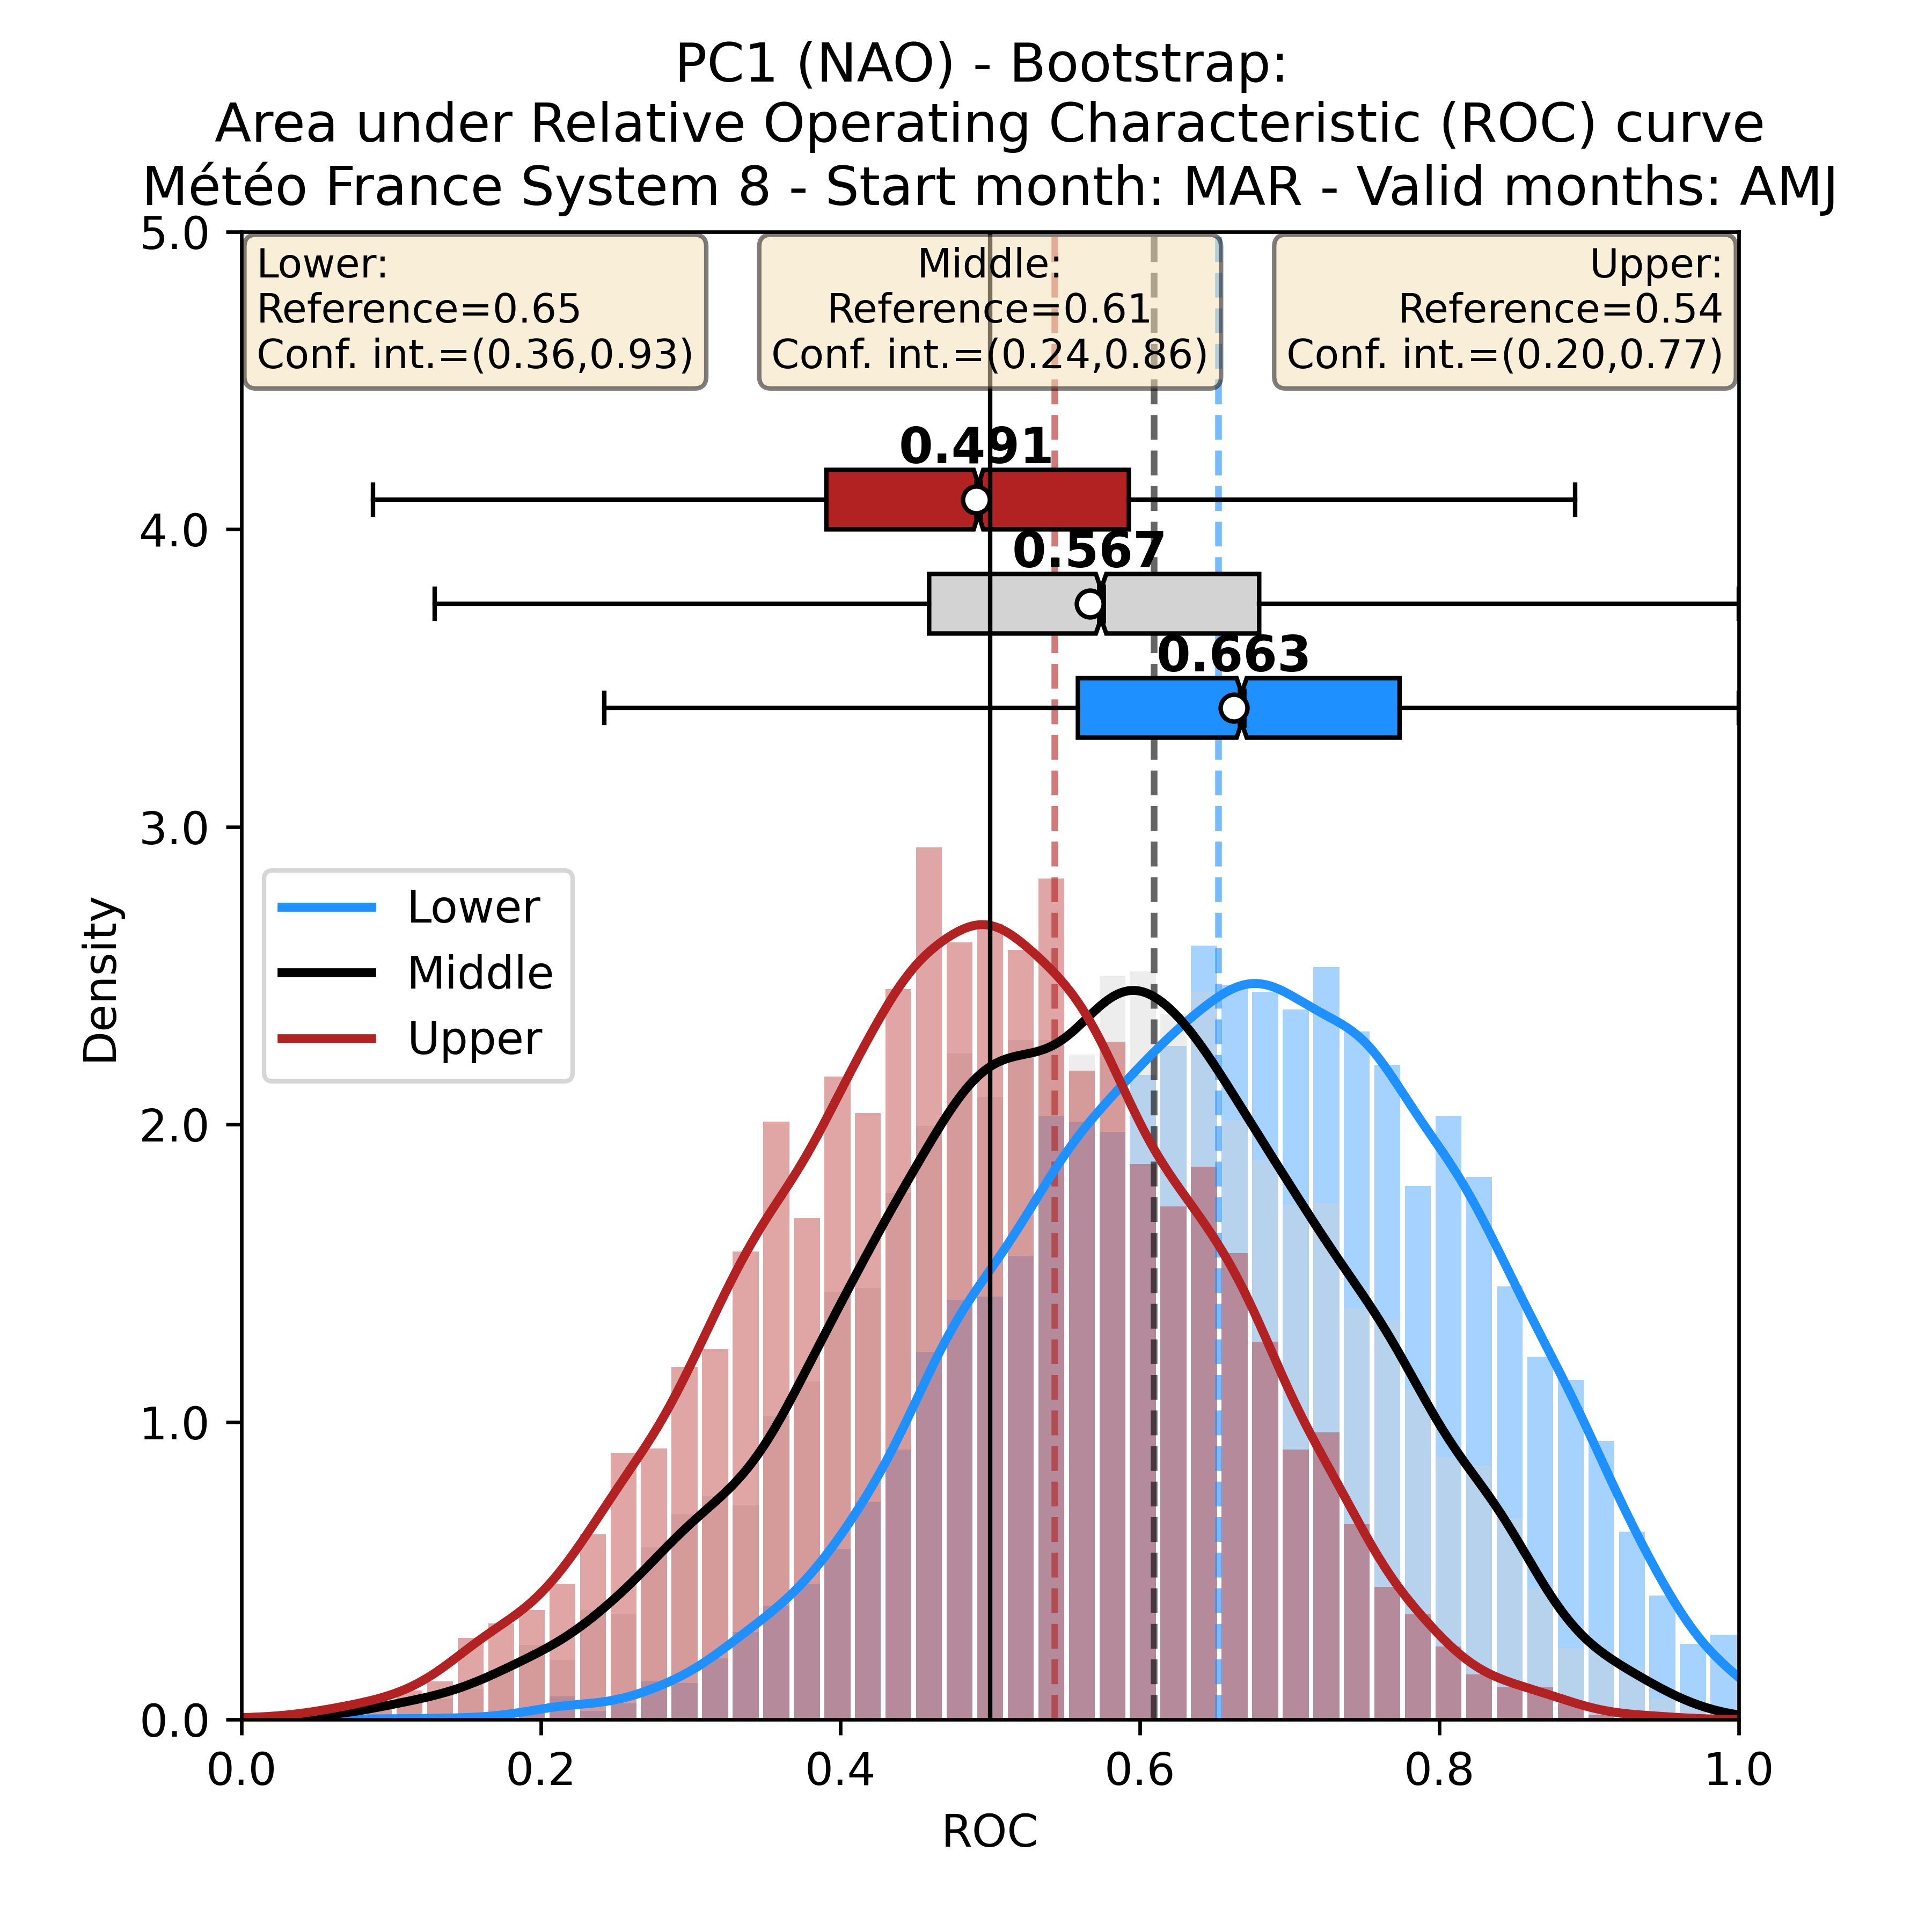 PC1 (NAO) - Bootstrap:
Area under Relative Operating Characteristic (ROC) curve
Météo France System 8 - Start month: MAR - Valid months: AMJ
Lower:
Reference=0.65
Conf. int.=(0.36,0.93)
Middle:
Reference=0.61
Conf. int.=(0.24,0.86)
Upper:
Reference=0.54
Conf. int.=(0.20,0.77)
0.491
0.567
0.663
Lower
Middle
Upper
Density
5.0
4.0
3.0
2.0
1.0
0.0
0.0 0.2 0.4 0.6 0.8 1.0
ROC